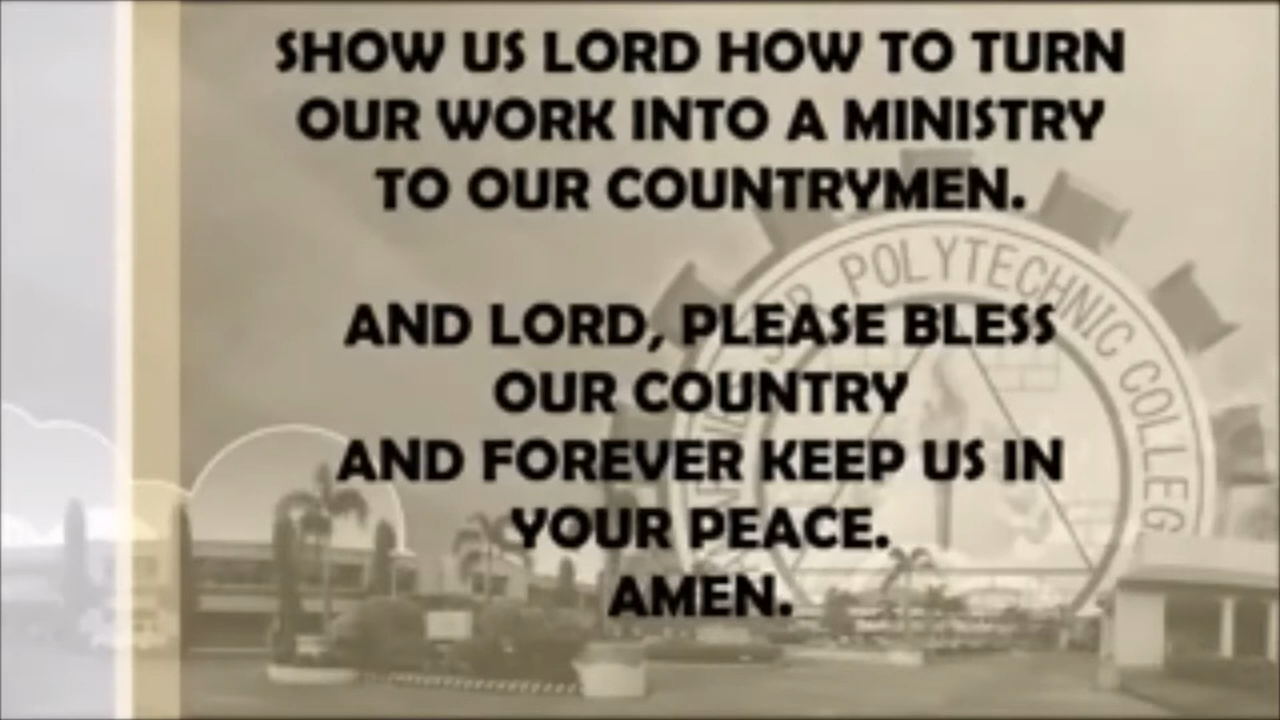 SHOW US LORD HOW TO TURN
OUR WORK INTO A MINISTRY
TO OUR COUNTRYMEN.
AND LORD, PLEASE BLESS
OUR COUNTRY
AND FOREVER KEEP US IN
YOUR PEACE.
AMEN.
POLYTECHNIC COLLEG